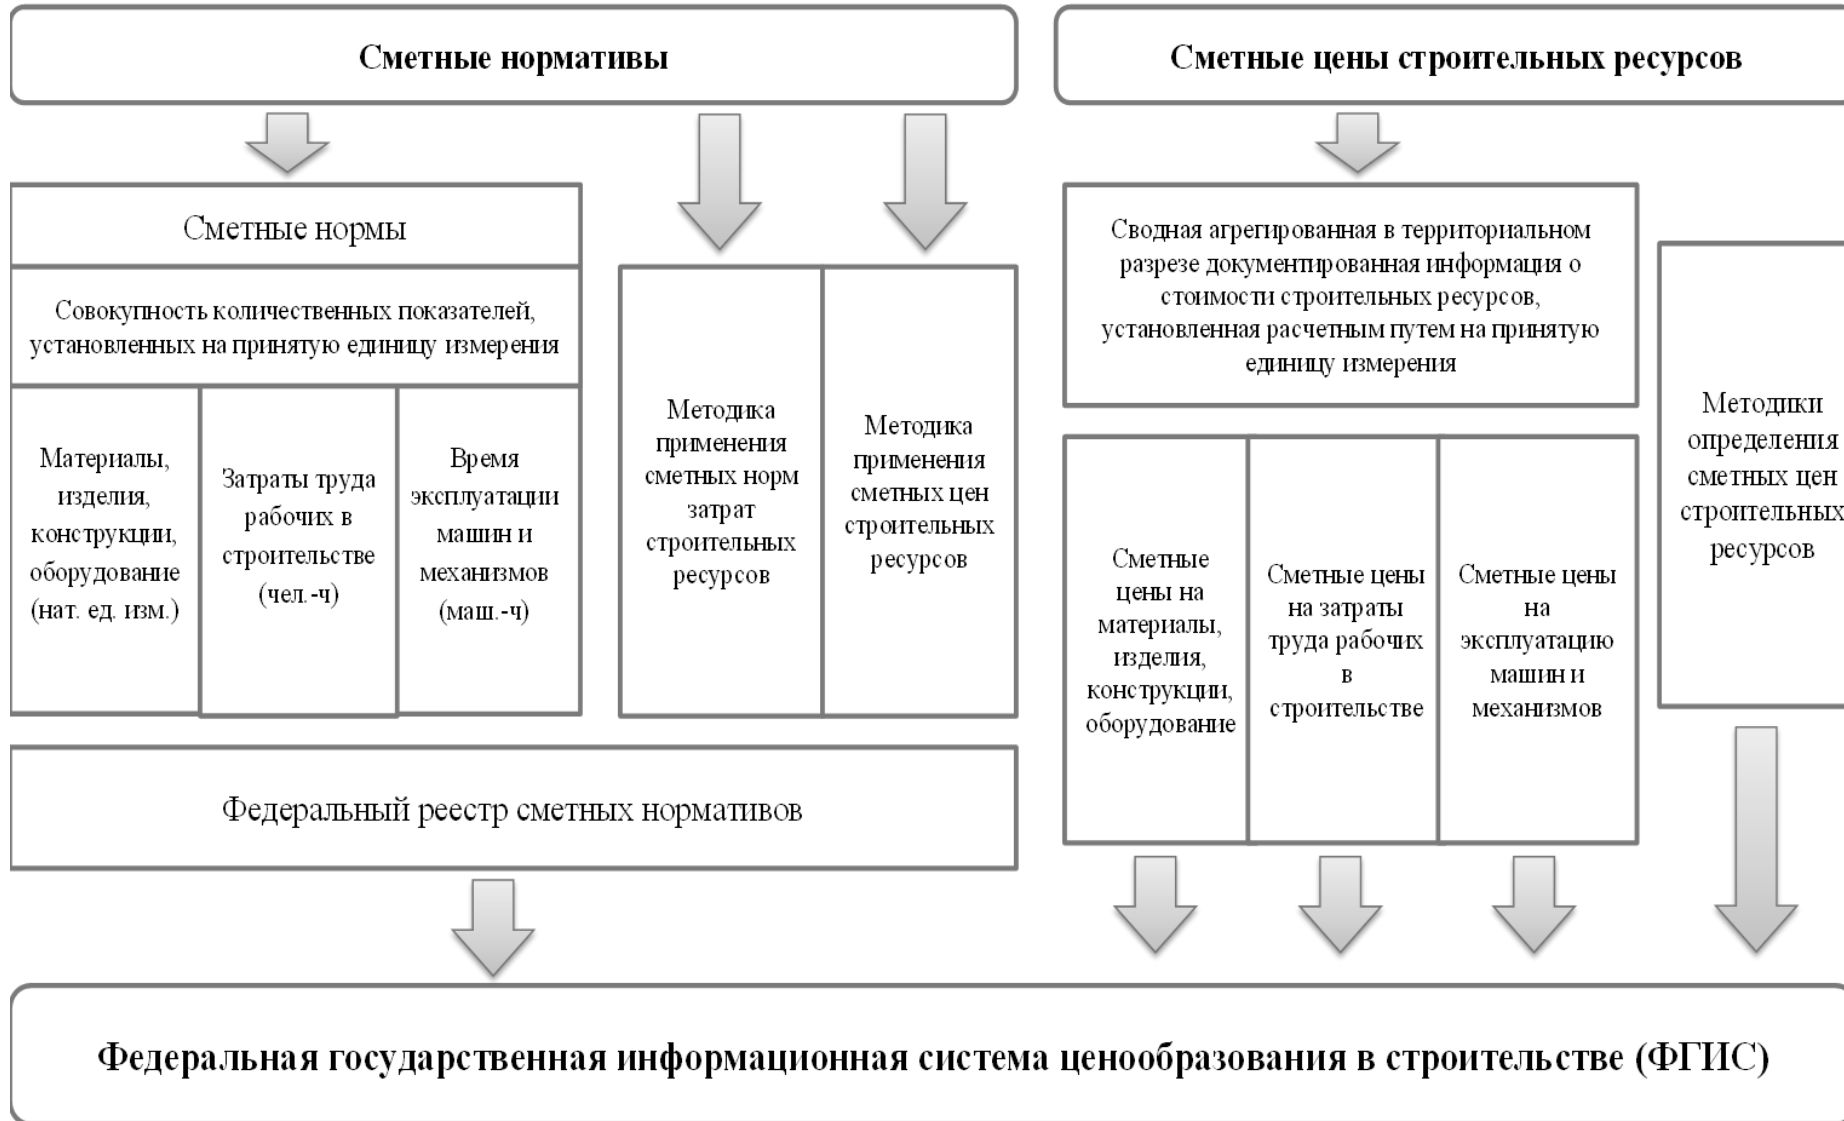 Сметные нормативы
Сметные цены строительных ресурсов
Сметные нормы
Совокупность количественных показателей,
установленных на принятую единицу измерения
Материалы,
изделия,
конструкции,
оборудование
(нат. ед. изм.)
Затраты труда
рабочих в
строительстве
(чел.-ч)
Время
эксплуатации
машин и
механизмов
(маш.-ч)
Методика
применения
сметных норм
затрат
строительных
ресурсов
Методика
применения
сметных цен
строительных
ресурсов
Федеральный реестр сметных нормативов
Сводная агрегированная в территориальном
разрезе документированная информация о
стоимости строительных ресурсов,
установленная расчетным путем на принятую
единицу измерения
Сметные
цены на
материалы,
изделия,
конструкции,
оборудование
Сметные цены
на затраты
труда рабочих
в
строительстве
Сметные цены
на
эксплуатацию
машин и
механизмов
Методики
определения
сметных цен
строительных
ресурсов
Федеральная государственная информационная система ценообразования в строительстве (ФГИС)